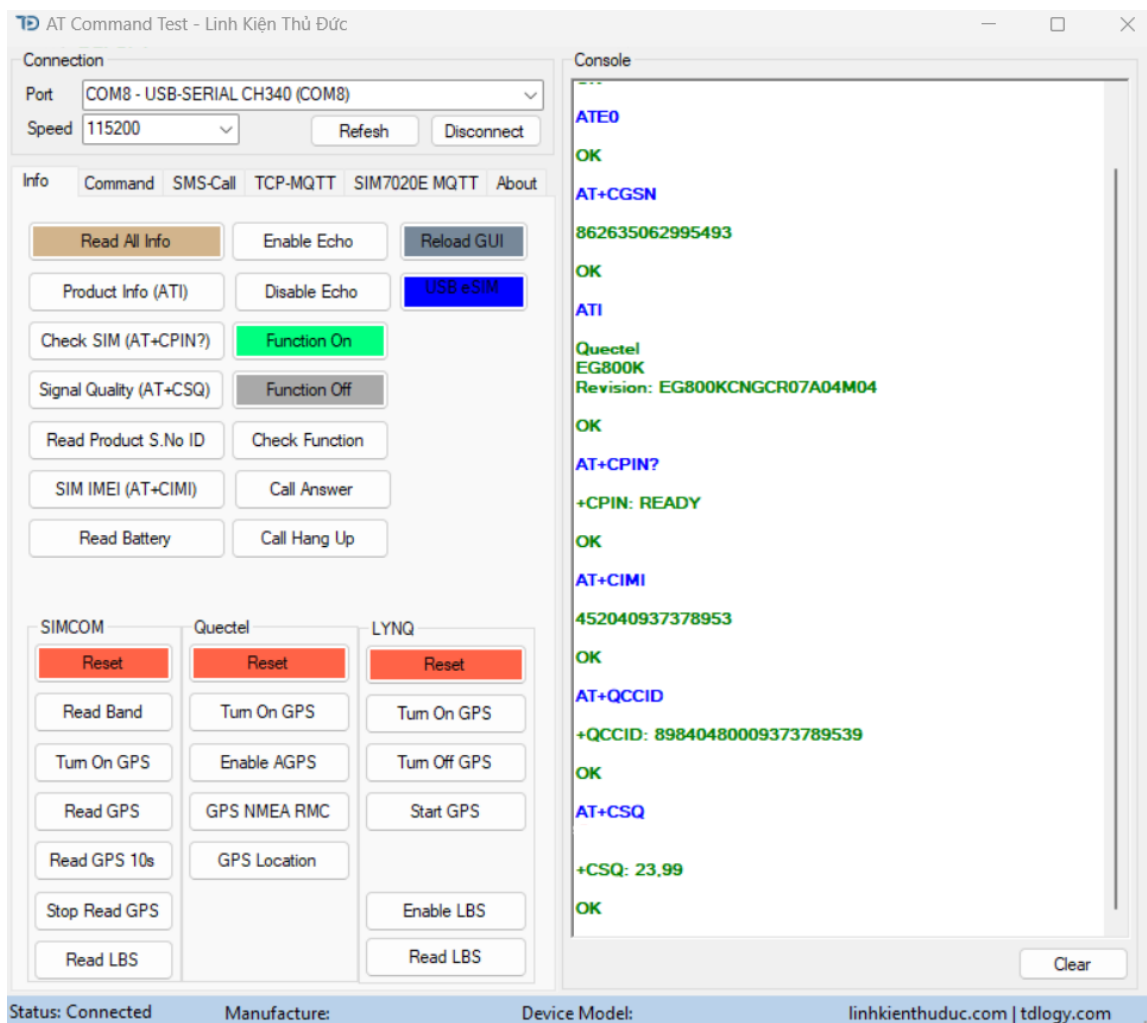 AT Command Test - Linh Kiện Thủ Đức
Connection
Port COM8 - USB-SERIAL CH340 (COM8)
Speed 115200 Refesh Disconnect
Info Command SMS-Call TCP-MQTT SIM7020E MQTT About
Read All Info Enable Echo Reload GUI
Product Info (ATI) Disable Echo USB eSIM
Check SIM (AT+CPIN?) Function On
Signal Quality (AT+CSQ) Function Off
Read Product S.No ID Check Function
SIM IMEI (AT+CIMI) Call Answer
Read Battery Call Hang Up
SIMCOM Quectel LYNQ
Reset Reset Reset
Read Band Turn On GPS Turn On GPS
Turn On GPS Enable AGPS Turn Off GPS
Read GPS GPS NMEA RMC Start GPS
Read GPS 10s GPS Location
Stop Read GPS Enable LBS
Read LBS Read LBS
Console
ATE0
OK
AT+CGSN
862635062995493
OK
ATI
Quectel
EG800K
Revision: EG800KCNGCR07A04M04
OK
AT+CPIN?
+CPIN: READY
OK
AT+CIMI
452040937378953
OK
AT+QCCID
+QCCID: 89840480009373789539
OK
AT+CSQ
+CSQ: 23,99
OK
Clear
Status: Connected Manufacture: Device Model: linhkienthuduc.com | tdlogy.com